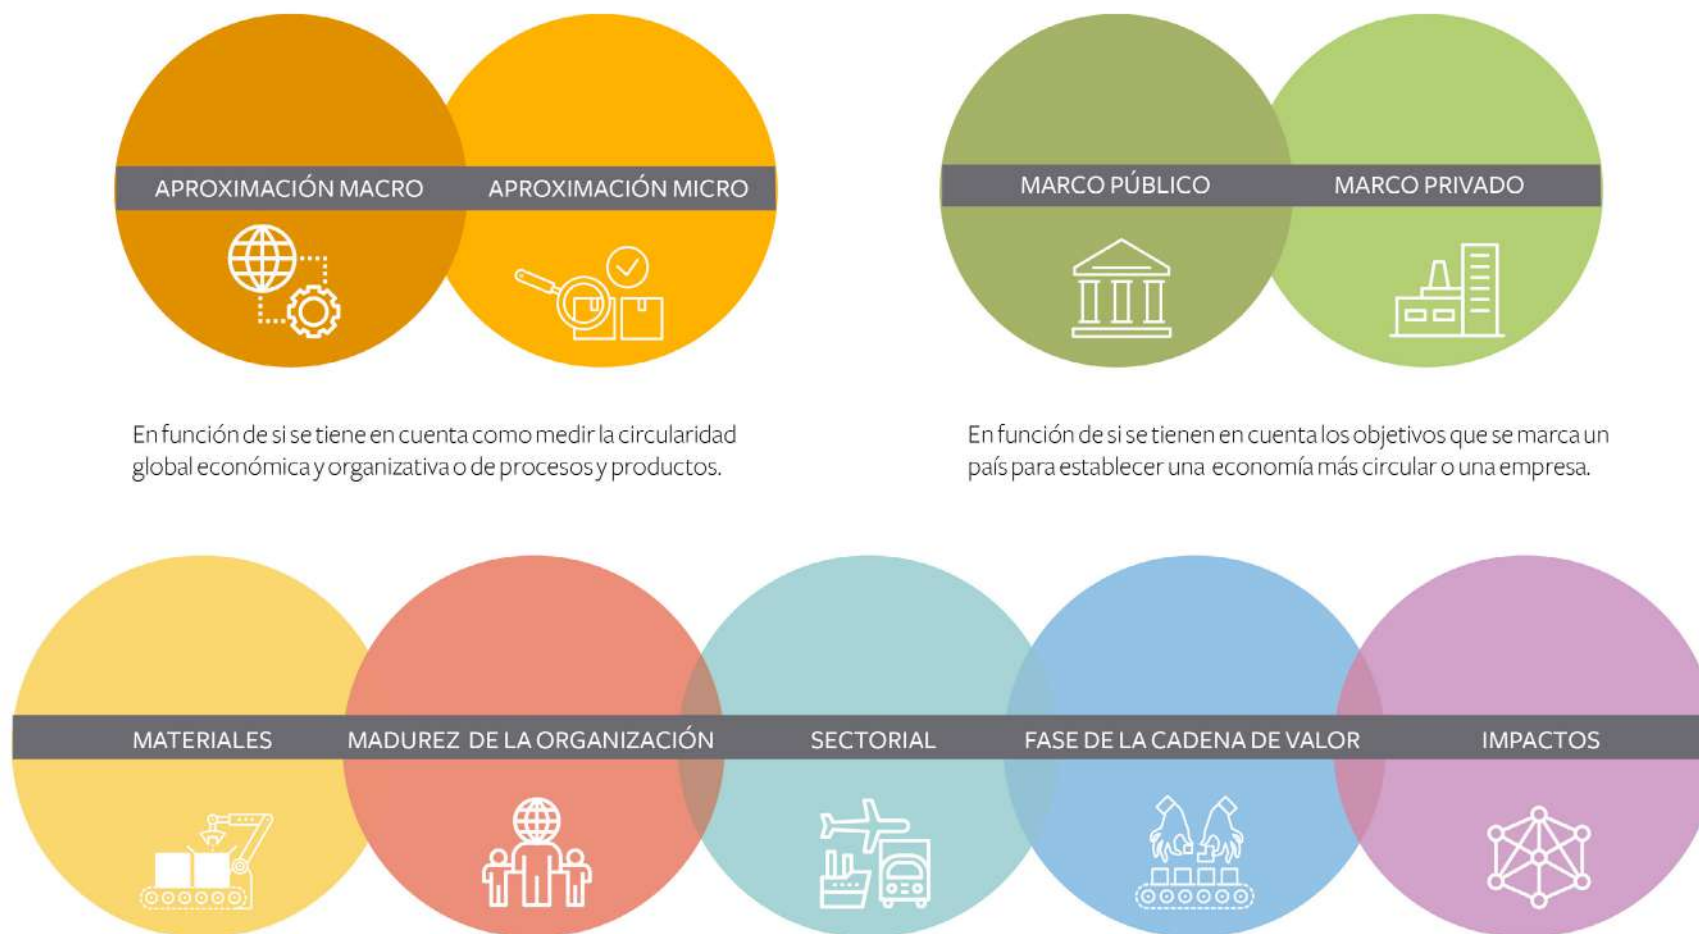 APROXIMACIÓN MACRO
APROXIMACIÓN MICRO
MARCO PÚBLICO
MARCO PRIVADO
En función de si se tiene en cuenta como medir la circularidad
global económica y organizativa o de procesos y productos.
En función de si se tienen en cuenta los objetivos que se marca un
país para establecer una economía más circular o una empresa.
MATERIALES
MADUREZ DE LA ORGANIZACIÓN
SECTORIAL
FASE DE LA CADENA DE VALOR
IMPACTOS